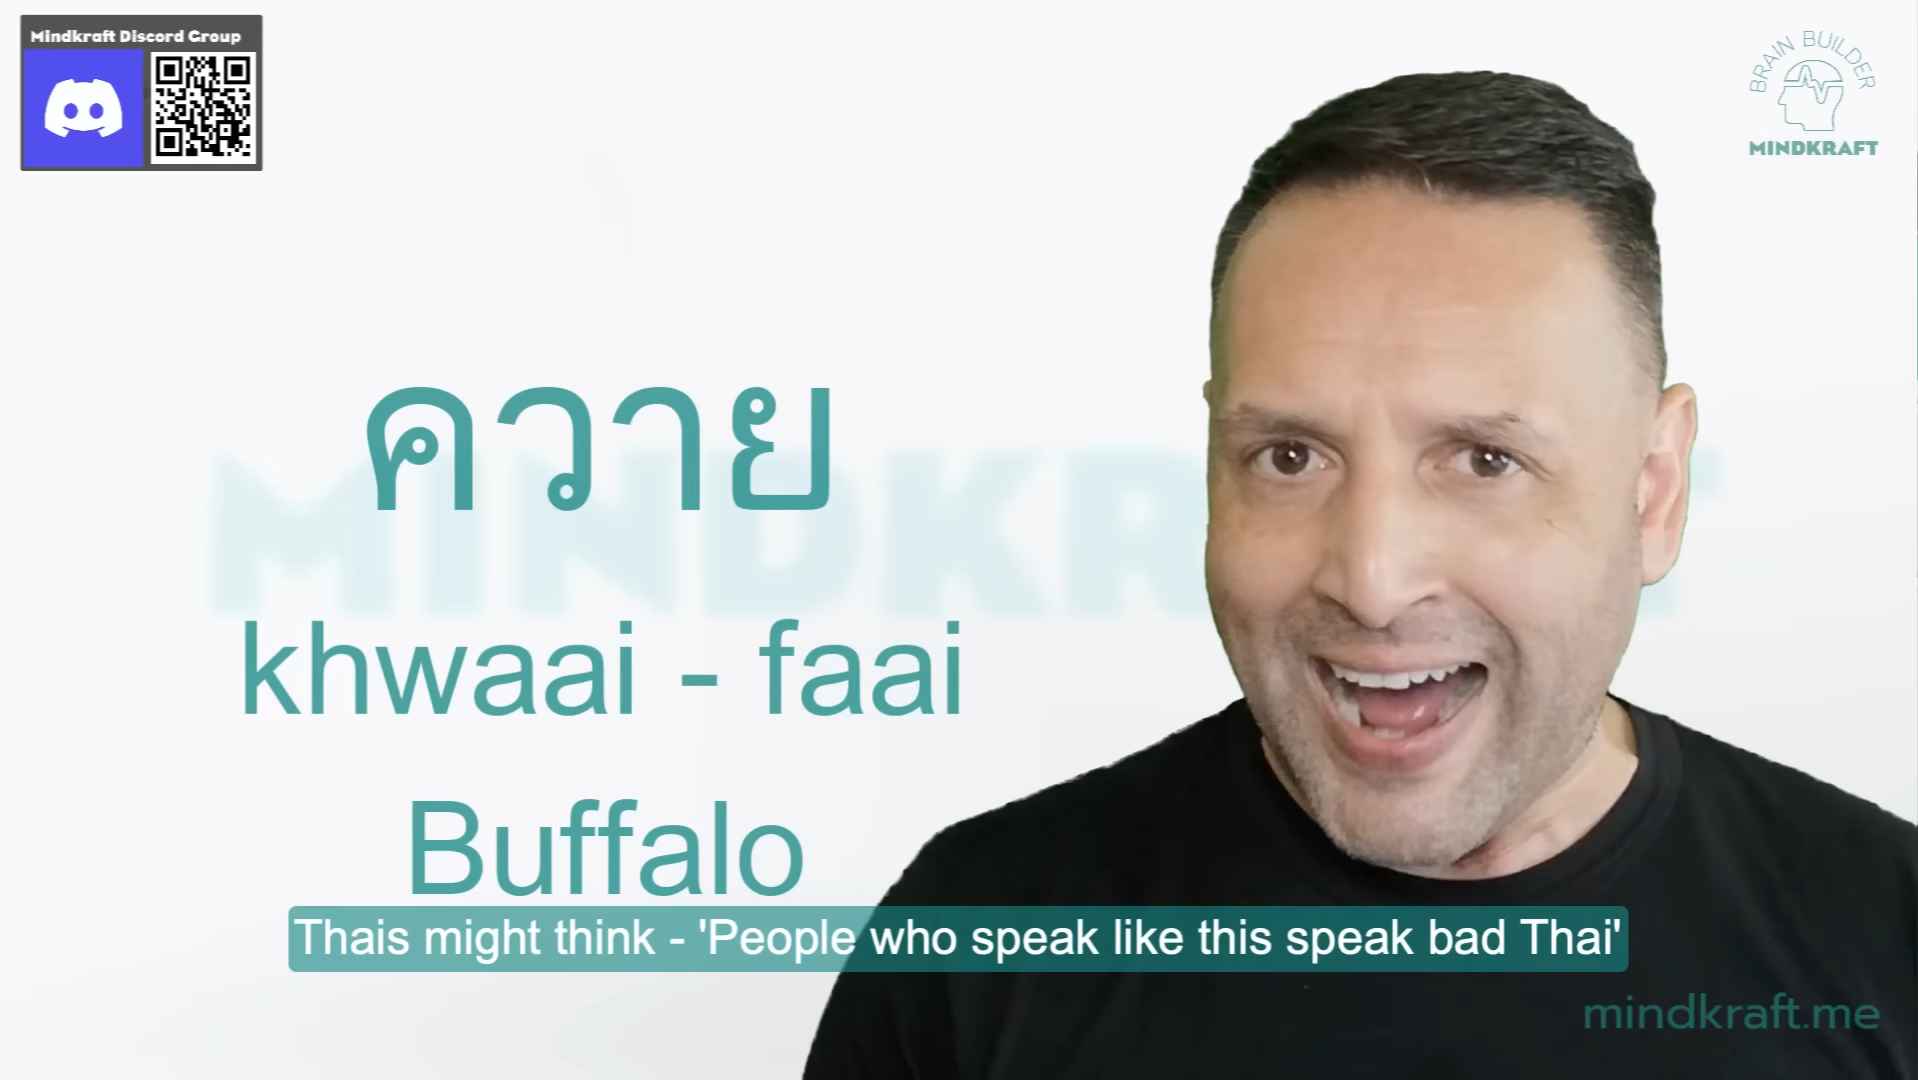 Mindkraft Discord Group
BRAIN BUILDER
MINDKRAFT
ควาย
khwaai - faai
Buffalo
Thais might think - 'People who speak like this speak bad Thai'
mindkraft.me